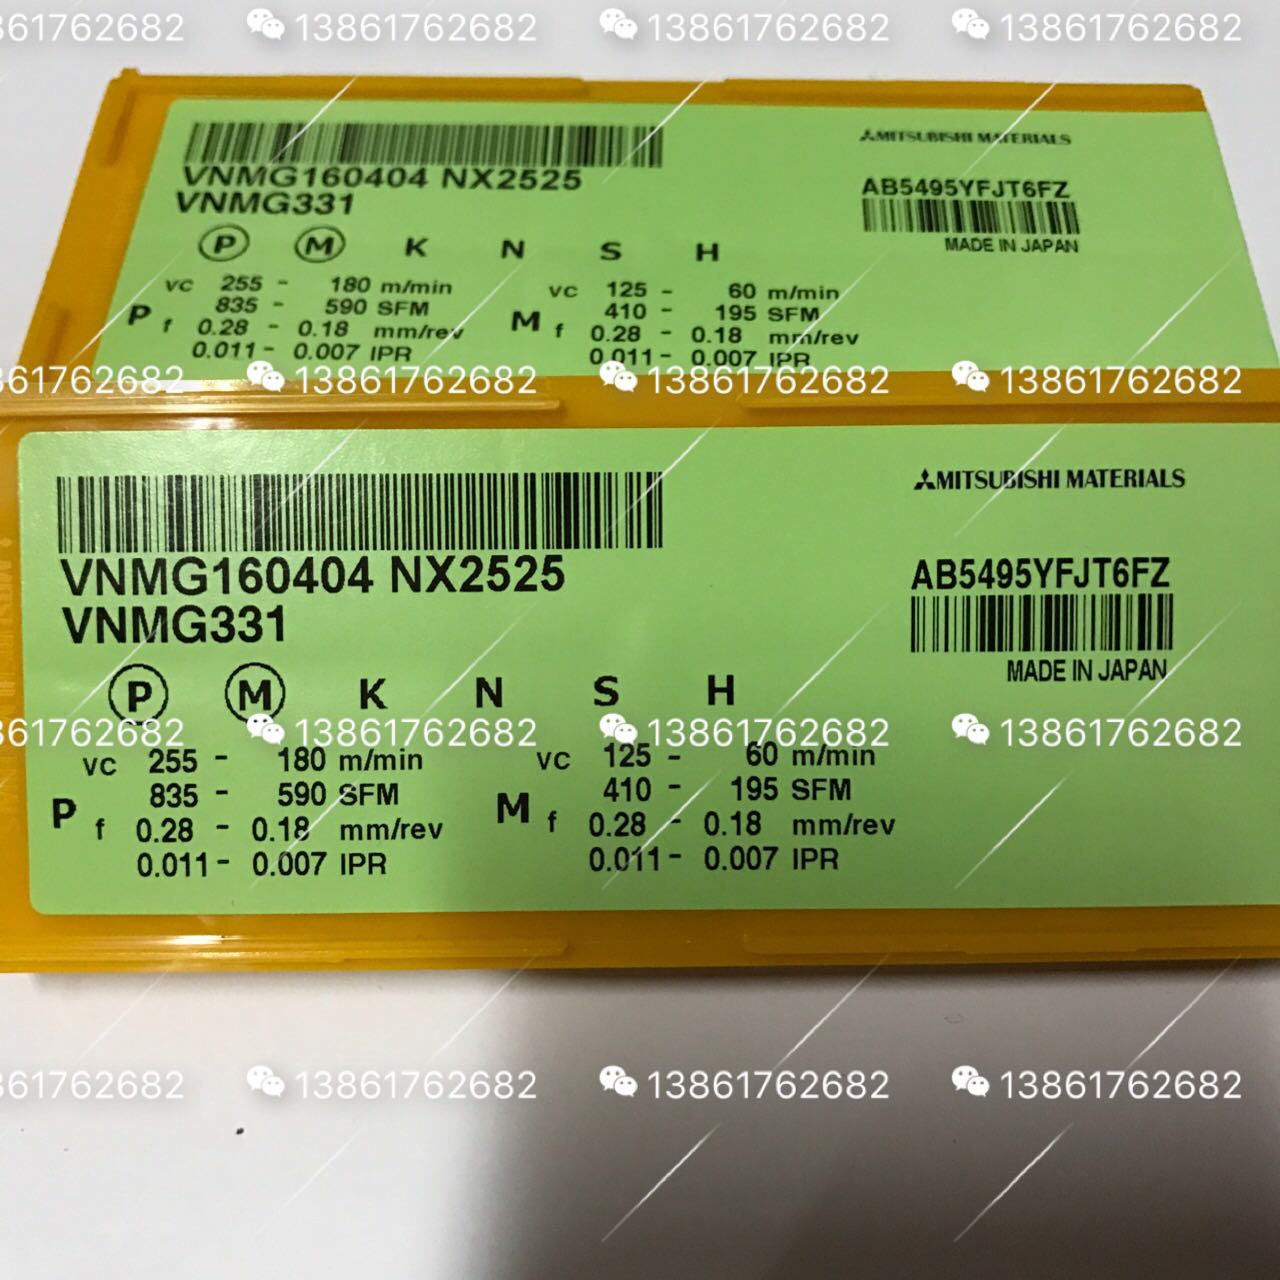 861762682 13861762682 13861762682 13861762682
MITSUBISHI MATERIALS
VNMG160404 NX2525
VNMG331
AB5495YFJT6FZ
MADE IN JAPAN
P M K N S H
vc 255 - 180 m/min vc 125 - 60 m/min
835 - 590 SFM 410 - 195 SFM
P f 0.28 - 0.18 mm/rev M f 0.28 - 0.18 mm/rev
0.011 - 0.007 IPR 0.011 - 0.007 IPR
861762682 13861762682 13861762682 13861762682
MITSUBISHI MATERIALS
VNMG160404 NX2525
VNMG331
AB5495YFJT6FZ
MADE IN JAPAN
P M K N S H
861762682 13861762682 13861762682 13861762682
vc 255 - 180 m/min vc 125 - 60 m/min
835 - 590 SFM 410 - 195 SFM
P f 0.28 - 0.18 mm/rev M f 0.28 - 0.18 mm/rev
0.011 - 0.007 IPR 0.011 - 0.007 IPR
861762682 13861762682 13861762682 13861762682